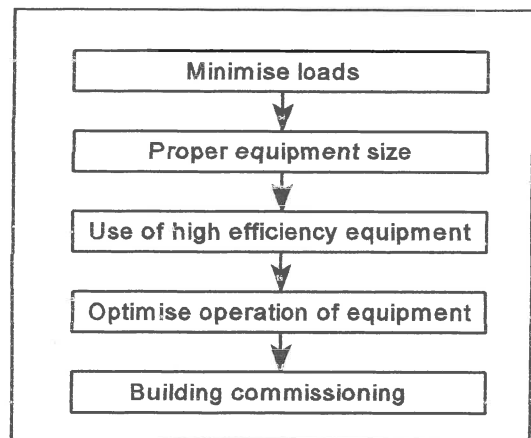 Minimise loads
Proper equipment size
Use of high efficiency equipment
Optimise operation of equipment
Building commissioning